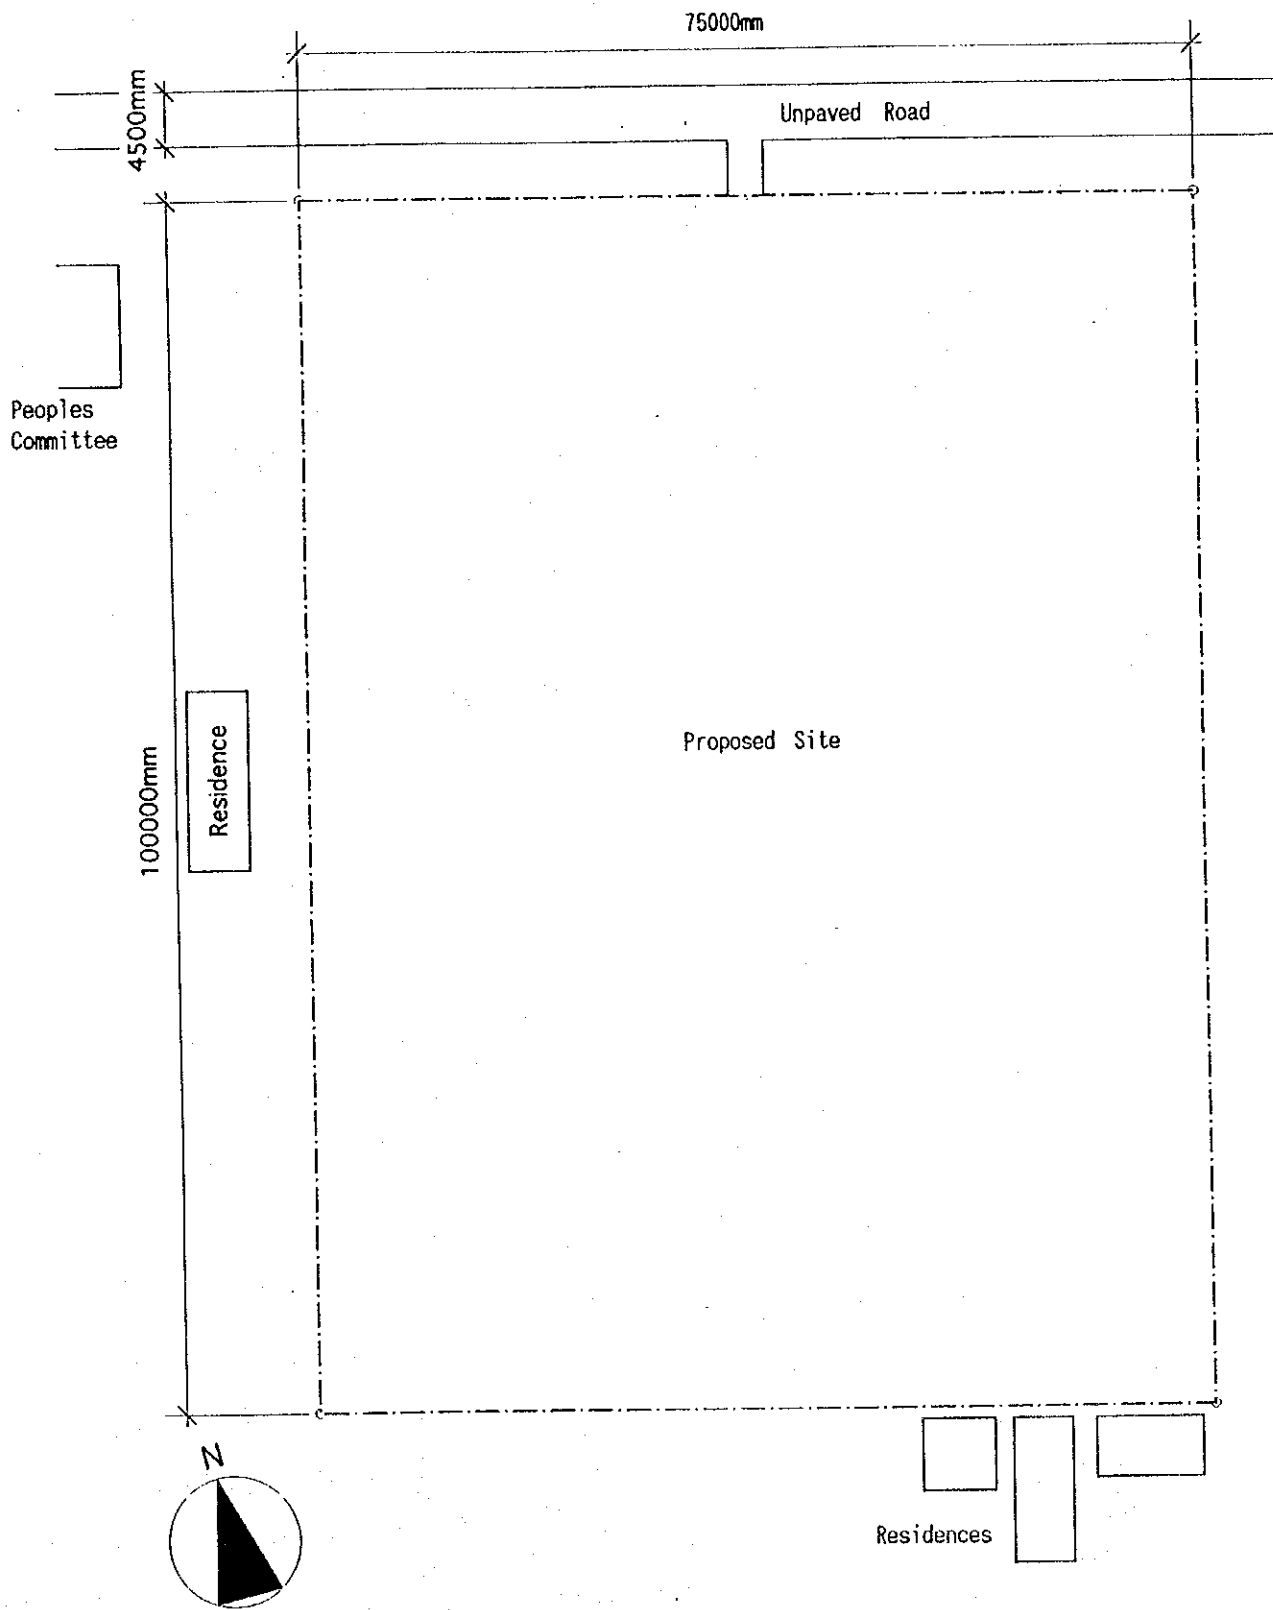 75000mm
4500mm
Unpaved Road
Peoples
Committee
Residence
100000mm
Proposed Site
N
Residences